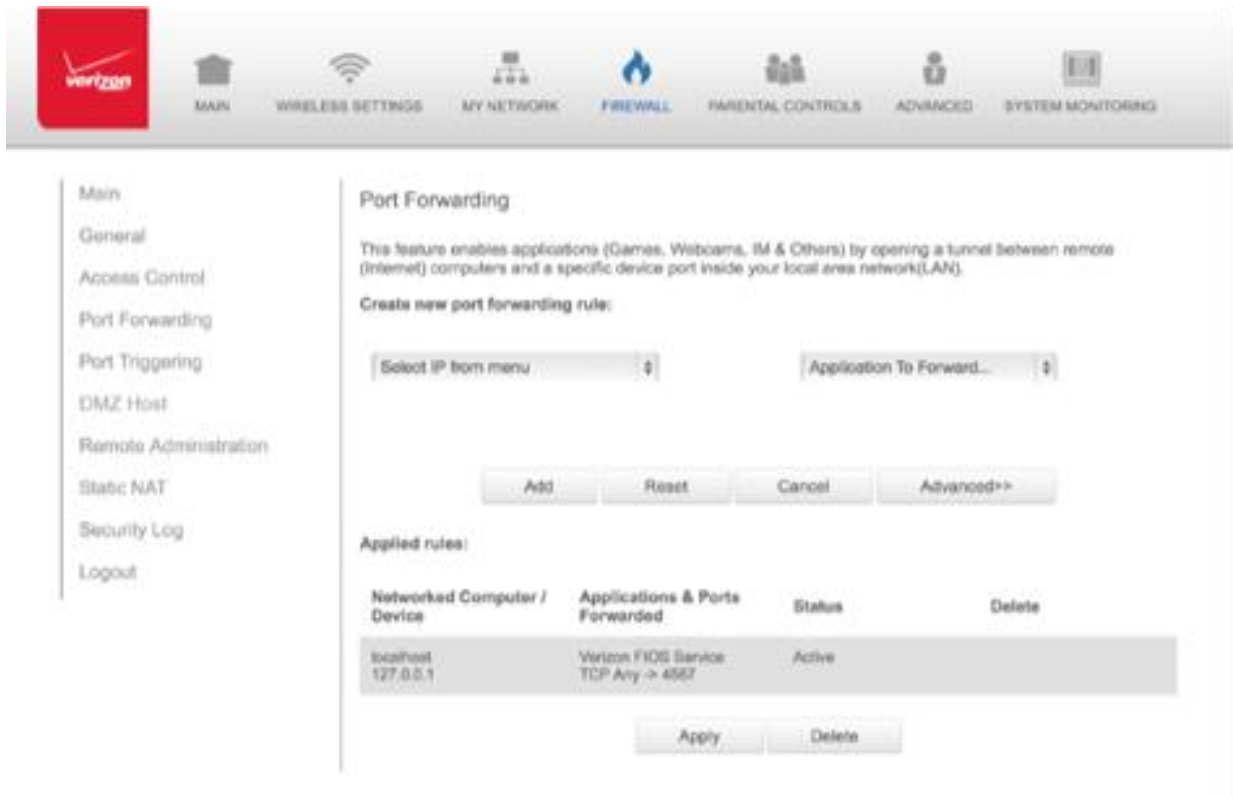 verizon
MAIN
WIRELESS SETTINGS
MY NETWORK
FIREWALL
PARENTAL CONTROLS
ADVANCED
SYSTEM MONITORING
Main
General
Access Control
Port Forwarding
Port Triggering
DMZ Host
Remote Administration
Static NAT
Security Log
Logout
Port Forwarding
This feature enables applications (Games, Webcams, IM & Others) by opening a tunnel between remote
(Internet) computers and a specific device port inside your local area network(LAN).
Create new port forwarding rule:
Select IP from menu
Application To Forward...
Add
Reset
Cancel
Advanced>>
Applied rules:
Networked Computer /
Device
Applications & Ports
Forwarded
Status
Delete
localhost
127.0.0.1
Verizon FIOS Service
TCP Any -> 4567
Active
Apply
Delete